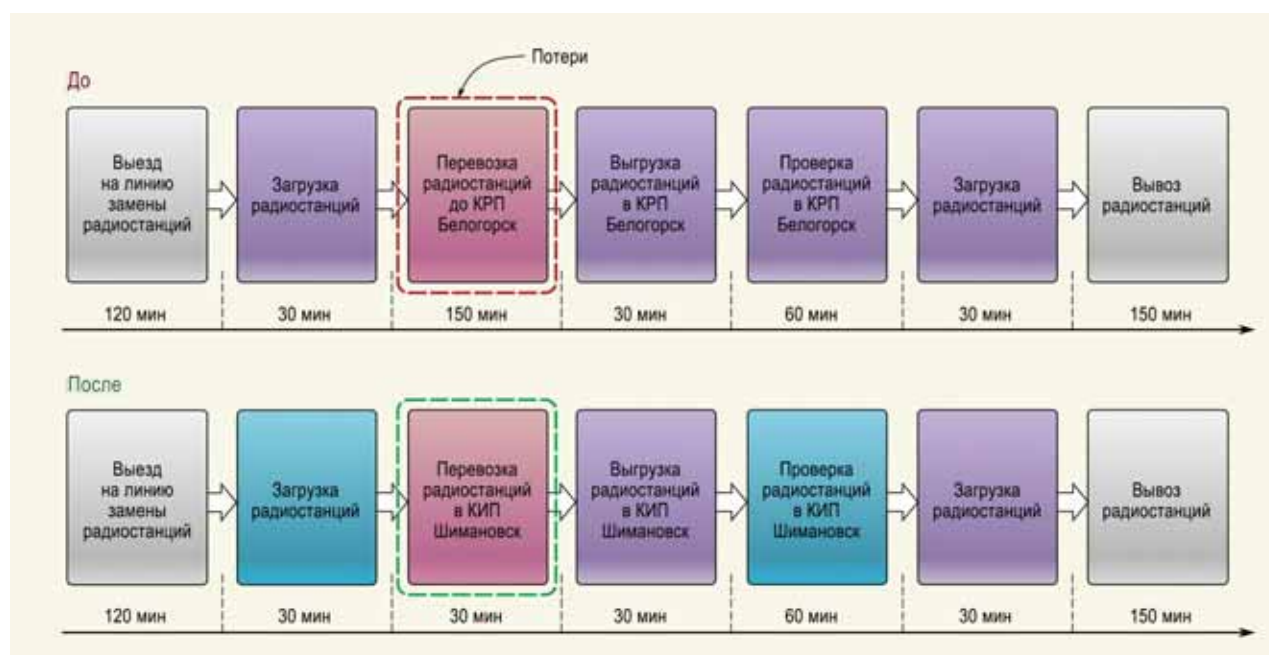 Потери
До
Выезд
на линию
замены
радиостанций
Загрузка
радиостанций
Перевозка
радиостанций
до КРП
Белогорск
Выгрузка
радиостанций
в КРП
Белогорск
Проверка
радиостанций
в КРП
Белогорск
Загрузка
радиостанций
Вывоз
радиостанций
120 мин
30 мин
150 мин
30 мин
60 мин
30 мин
150 мин
После
Выезд
на линию
замены
радиостанций
Загрузка
радиостанций
Перевозка
радиостанций
в КИП
Шимановск
Выгрузка
радиостанций
в КИП
Шимановск
Проверка
радиостанций
в КИП
Шимановск
Загрузка
радиостанций
Вывоз
радиостанций
120 мин
30 мин
30 мин
30 мин
60 мин
30 мин
150 мин